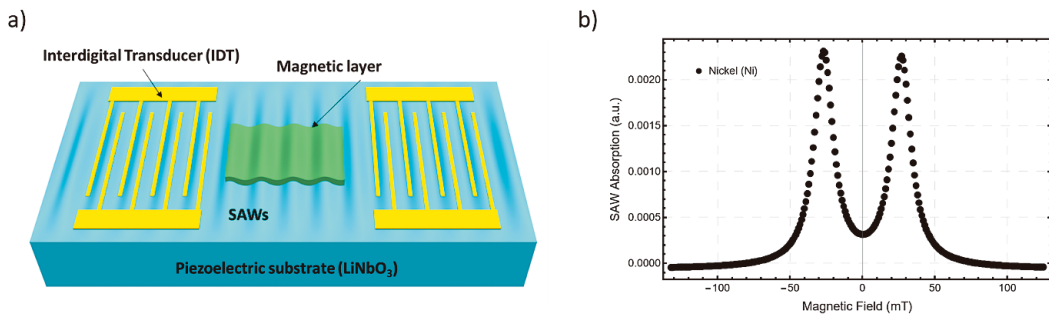 a)
Interdigital Transducer (IDT)
Magnetic layer
SAWs
Piezoelectric substrate (LiNbO₃)
b)
Nickel (Ni)
SAW Absorption (a.u.)
0.0020
0.0015
0.0010
0.0005
0.0000
−100
−50
0
50
100
Magnetic Field (mT)